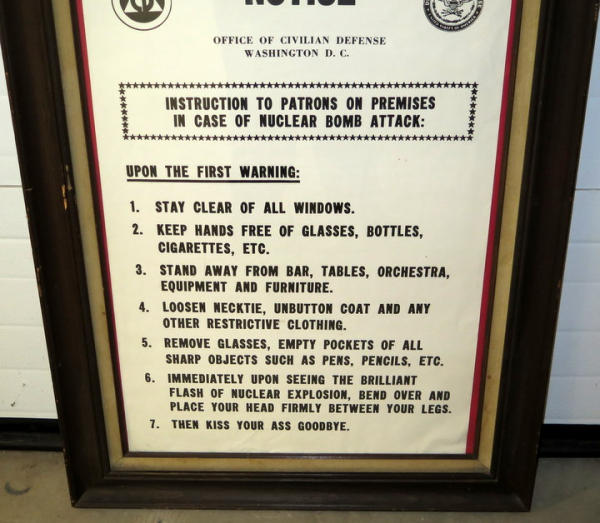 NOTICE
OFFICE OF CIVILIAN DEFENSE
WASHINGTON D. C.
INSTRUCTION TO PATRONS ON PREMISES
IN CASE OF NUCLEAR BOMB ATTACK:
UPON THE FIRST WARNING:
1. STAY CLEAR OF ALL WINDOWS.
2. KEEP HANDS FREE OF GLASSES, BOTTLES,
CIGARETTES, ETC.
3. STAND AWAY FROM BAR, TABLES, ORCHESTRA,
EQUIPMENT AND FURNITURE.
4. LOOSEN NECKTIE, UNBUTTON COAT AND ANY
OTHER RESTRICTIVE CLOTHING.
5. REMOVE GLASSES, EMPTY POCKETS OF ALL
SHARP OBJECTS SUCH AS PENS, PENCILS, ETC.
6. IMMEDIATELY UPON SEEING THE BRILLIANT
FLASH OF NUCLEAR EXPLOSION, BEND OVER AND
PLACE YOUR HEAD FIRMLY BETWEEN YOUR LEGS.
7. THEN KISS YOUR ASS GOODBYE.